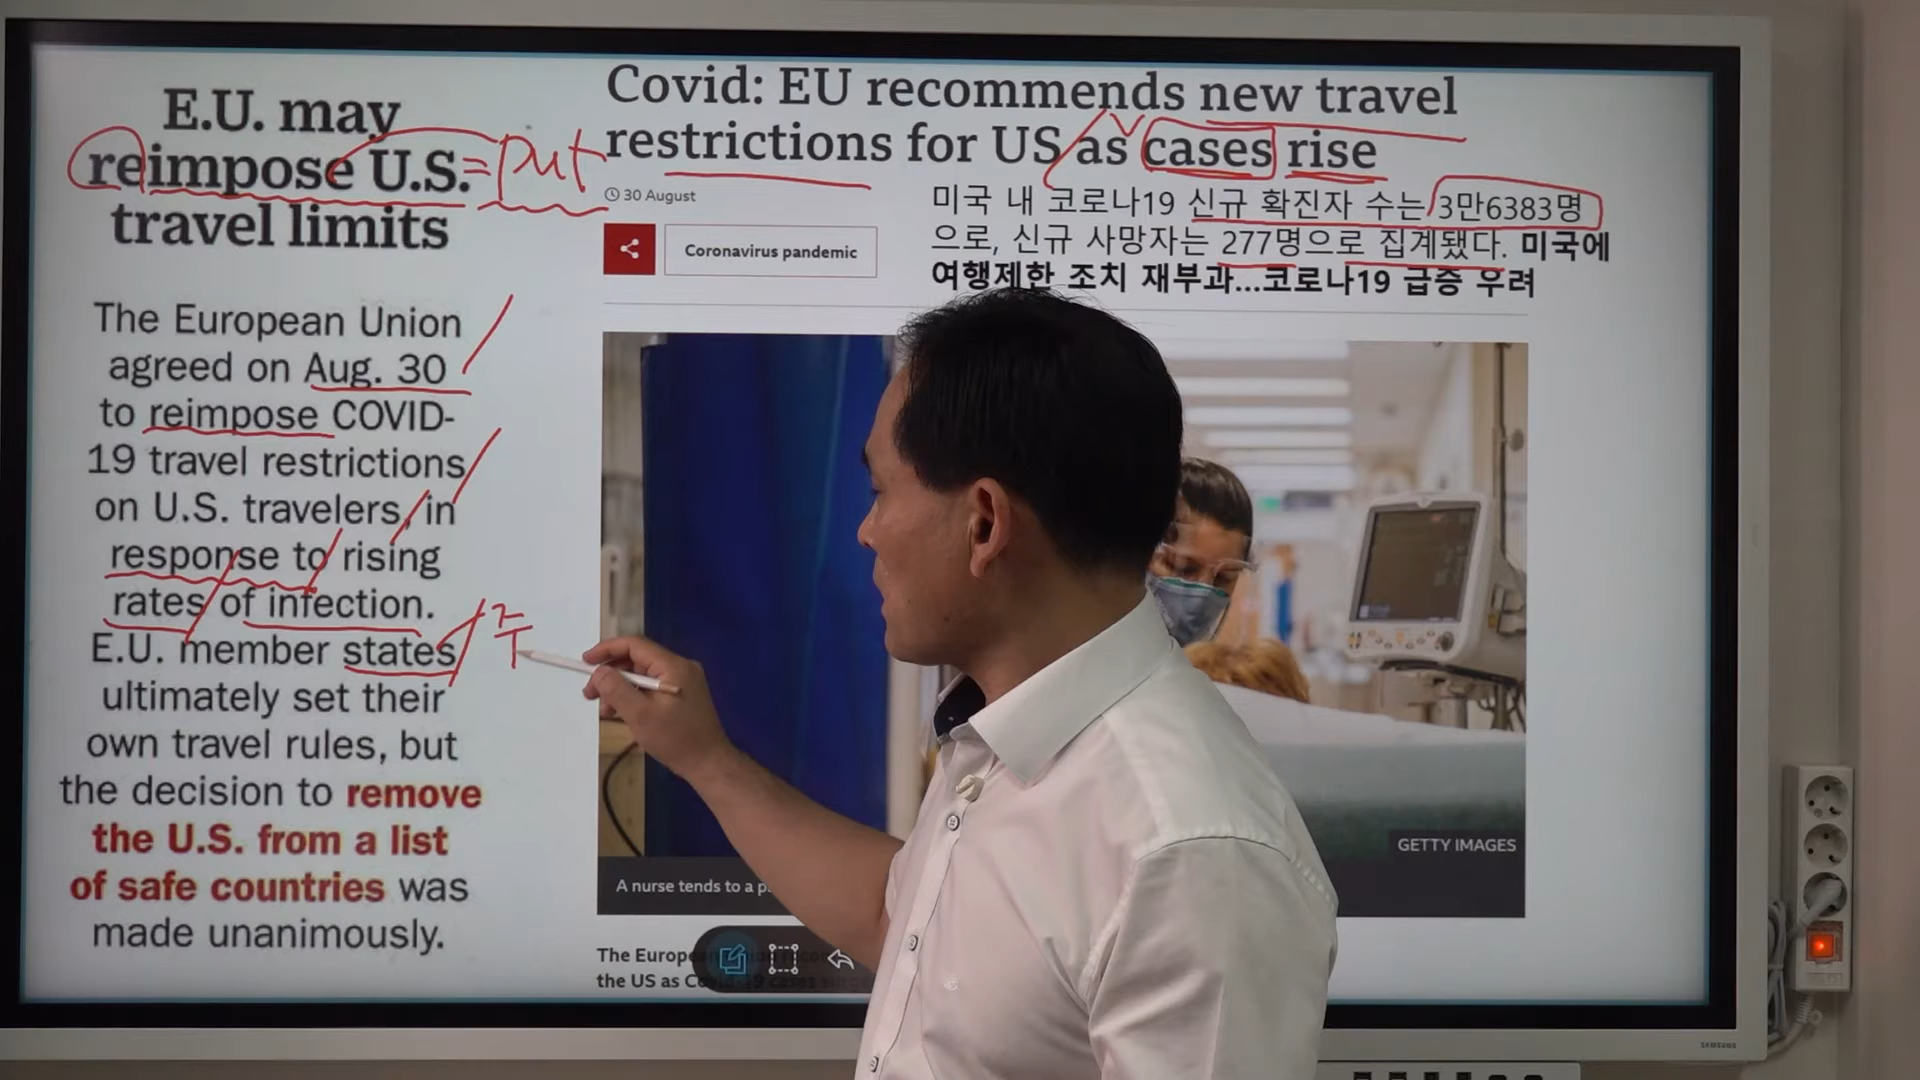 E.U. may
reimpose U.S.
travel limits
= put
The European Union
agreed on Aug. 30
to reimpose COVID-
19 travel restrictions
on U.S. travelers, in
response to rising
rates of infection.
E.U. member states
주
ultimately set their
own travel rules, but
the decision to remove
the U.S. from a list
of safe countries was
made unanimously.
Covid: EU recommends new travel
restrictions for US as cases rise
30 August
Coronavirus pandemic
미국 내 코로나19 신규 확진자 수는 3만6383명
으로, 신규 사망자는 277명으로 집계됐다. 미국에
여행제한 조치 재부과...코로나19 급증 우려
GETTY IMAGES
A nurse tends to a
The Europe
the US as
SAMSUNG